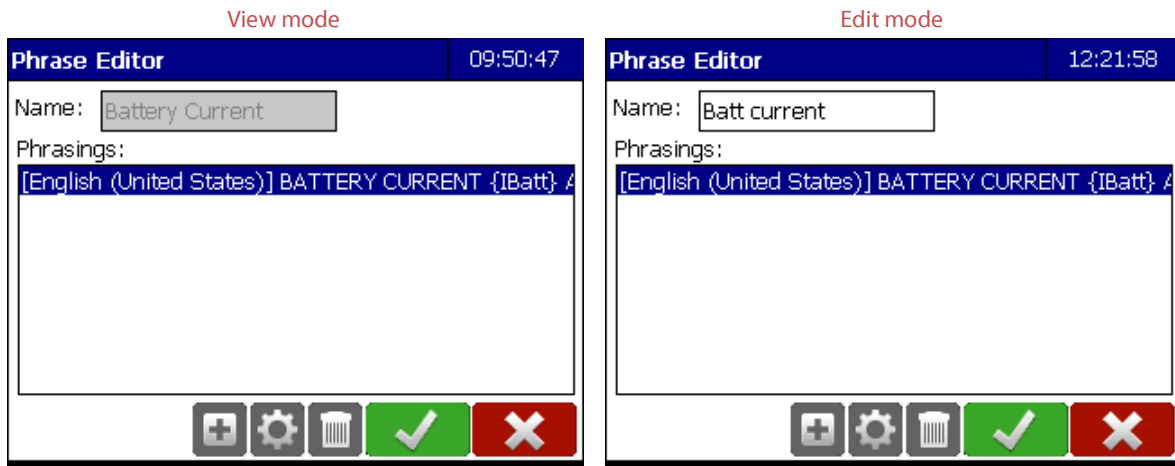 View mode
Phrase Editor 09:50:47
Name: Battery Current
Phrasings:
[English (United States)] BATTERY CURRENT {IBatt}
Edit mode
Phrase Editor 12:21:58
Name: Batt current
Phrasings:
[English (United States)] BATTERY CURRENT {IBatt}